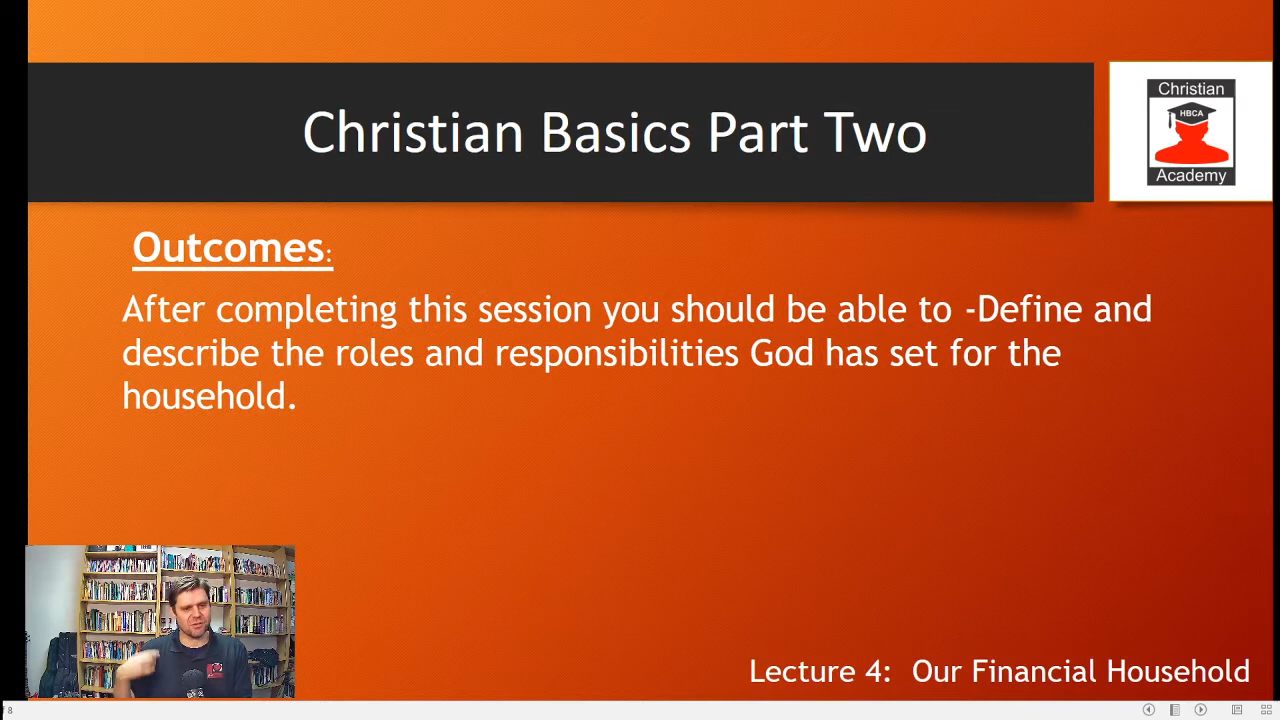 Christian Basics Part Two
Christian
HBCA
Academy
Outcomes:
After completing this session you should be able to -Define and
describe the roles and responsibilities God has set for the
household.
Lecture 4: Our Financial Household
f 8